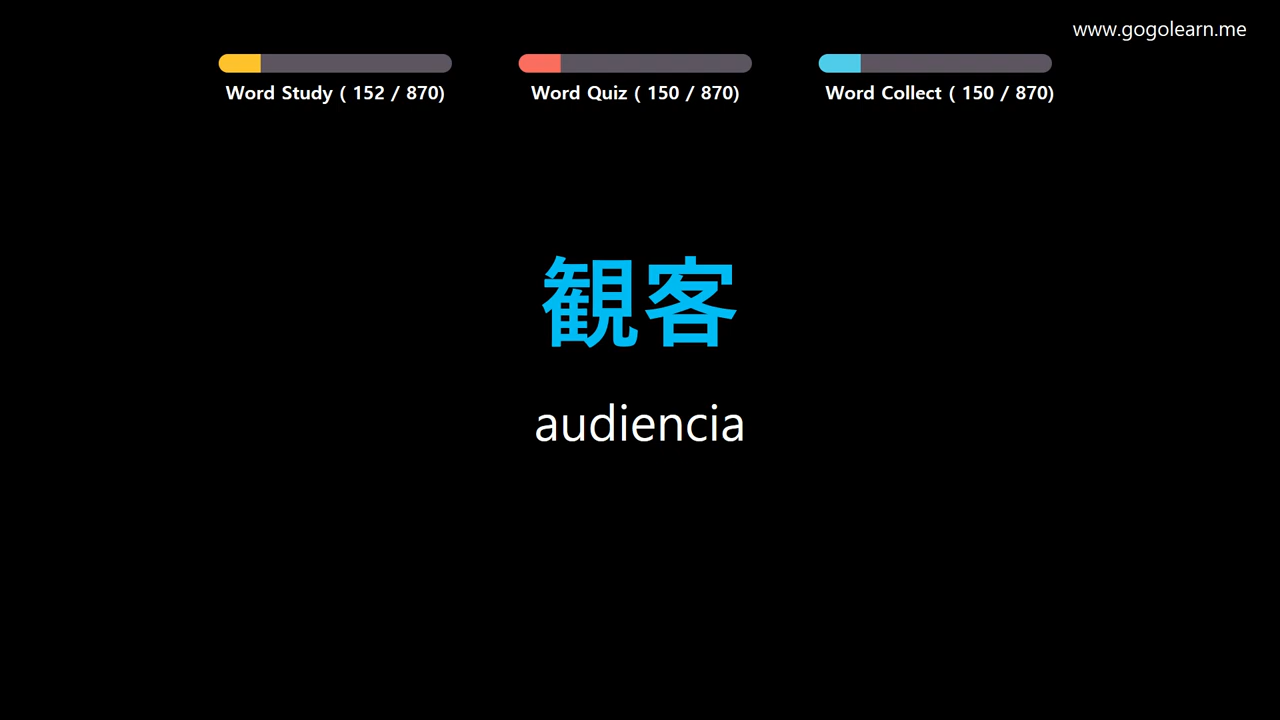 www.gogolearn.me
Word Study ( 152 / 870)
Word Quiz ( 150 / 870)
Word Collect ( 150 / 870)
観客
audiencia